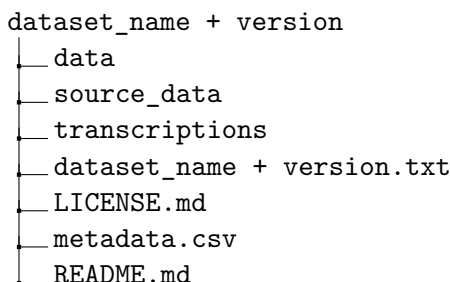 dataset_name + version
data
source_data
transcriptions
dataset_name + version.txt
LICENSE.md
metadata.csv
README.md